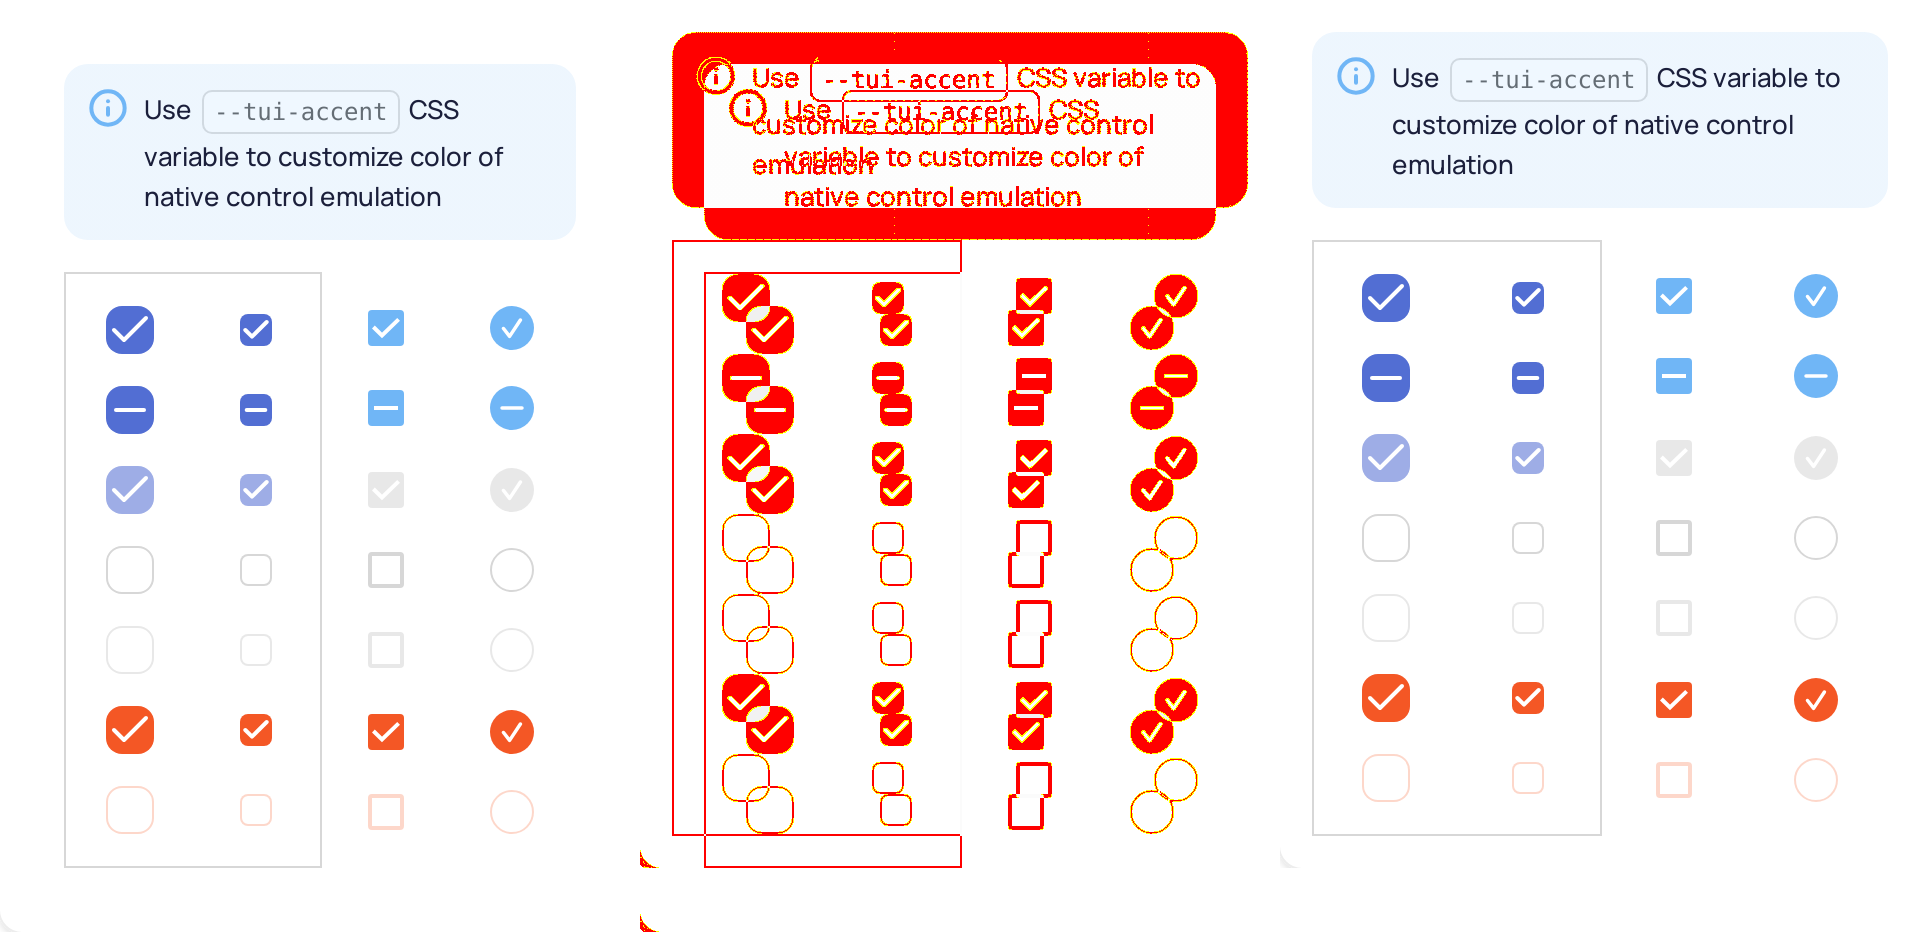 Use --tui-accent CSS
variable to customize color of
native control emulation
Use --tui-accent CSS variable to
Use --tui-accent CSS
customize color of native control
variable to customize color of
emulation
native control emulation
Use --tui-accent CSS variable to
customize color of native control
emulation